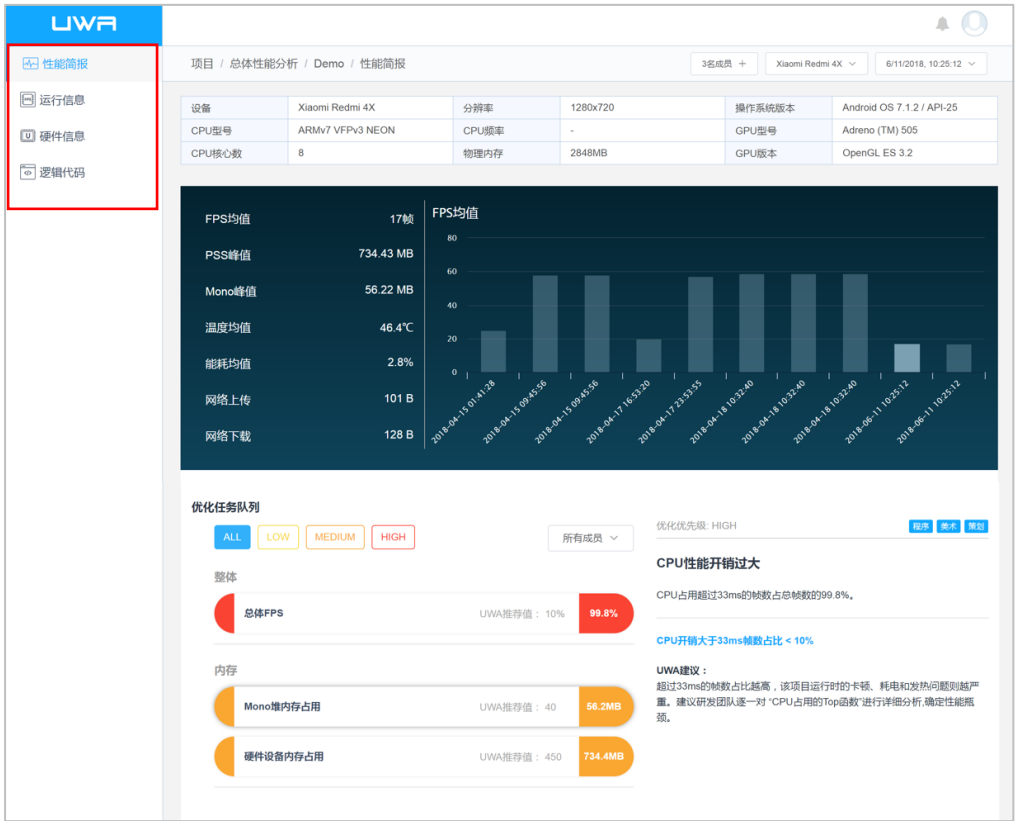 UWA
性能简报
运行信息
硬件信息
逻辑代码
项目 / 总体性能分析 / Demo / 性能简报
3名成员 +
Xiaomi Redmi 4X
6/11/2018, 10:25:12
设备 Xiaomi Redmi 4X 分辨率 1280x720 操作系统版本 Android OS 7.1.2 / API-25
CPU型号 ARMv7 VFPv3 NEON CPU频率 - GPU型号 Adreno (TM) 505
CPU核心数 8 物理内存 2848MB GPU版本 OpenGL ES 3.2
FPS均值 17帧
PSS峰值 734.43 MB
Mono峰值 56.22 MB
温度均值 46.4℃
能耗均值 2.8%
网络上传 101 B
网络下载 128 B
FPS均值
80
60
40
20
0
2018-04-15 01:41:28
2018-04-15 09:45:56
2018-04-15 09:45:56
2018-04-17 16:53:20
2018-04-17 23:53:55
2018-04-18 10:32:40
2018-04-18 10:32:40
2018-04-18 10:32:40
2018-06-11 10:25:12
2018-06-11 10:25:12
优化任务队列
ALL LOW MEDIUM HIGH 所有成员
整体
总体FPS UWA推荐值： 10% 99.8%
内存
Mono堆内存占用 UWA推荐值： 40 56.2MB
硬件设备内存占用 UWA推荐值： 450 734.4MB
优化优先级: HIGH 程序 美术 策划
CPU性能开销过大
CPU占用超过33ms的帧数占总帧数的99.8%。
CPU开销大于33ms帧数占比 < 10%
UWA建议：
超过33ms的帧数占比越高，该项目运行时的卡顿、耗电和发热问题则越严
重。建议研发团队逐一对 “CPU占用的Top函数”进行详细分析,确定性能瓶
颈。